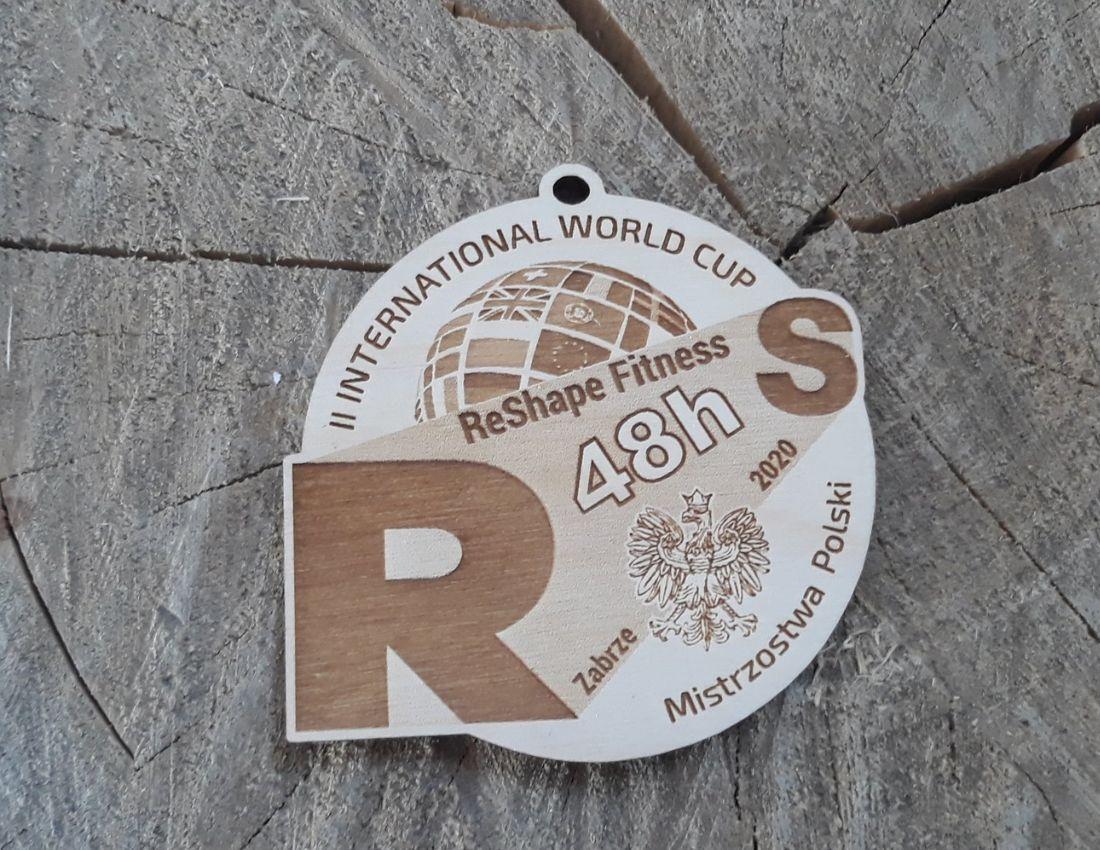 II INTERNATIONAL WORLD CUP
ReShape Fitness
48h
R S
2020
Zabrze
Mistrzostwa Polski